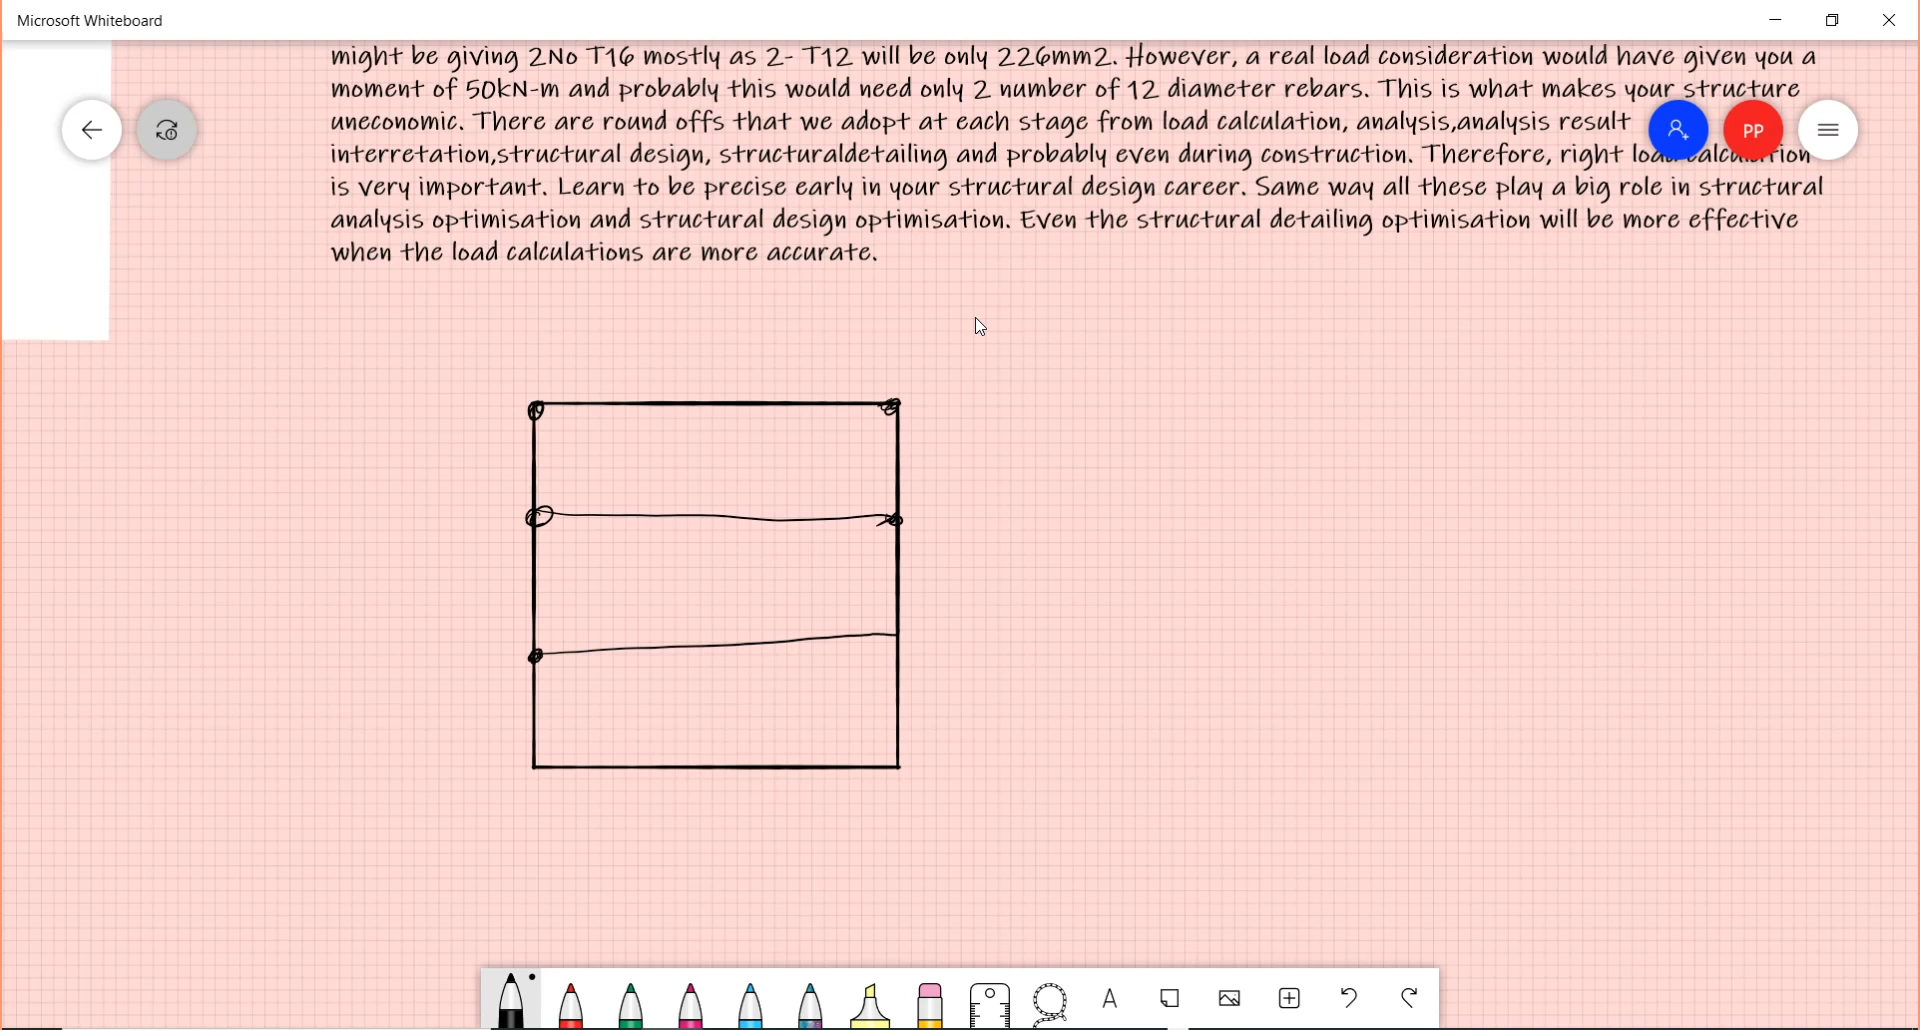 Microsoft Whiteboard
might be giving 2No T16 mostly as 2- T12 will be only 226mm2. However, a real load consideration would have given you a
moment of 50kN-m and probably this would need only 2 number of 12 diameter rebars. This is what makes your structure
uneconomic. There are round offs that we adopt at each stage from load calculation, analysis,analysis result
PP
interretation,structural design, structuraldetailing and probably even during construction. Therefore, right load calculation
is very important. Learn to be precise early in your structural design career. Same way all these play a big role in structural
analysis optimisation and structural design optimisation. Even the structural detailing optimisation will be more effective
when the load calculations are more accurate.
A